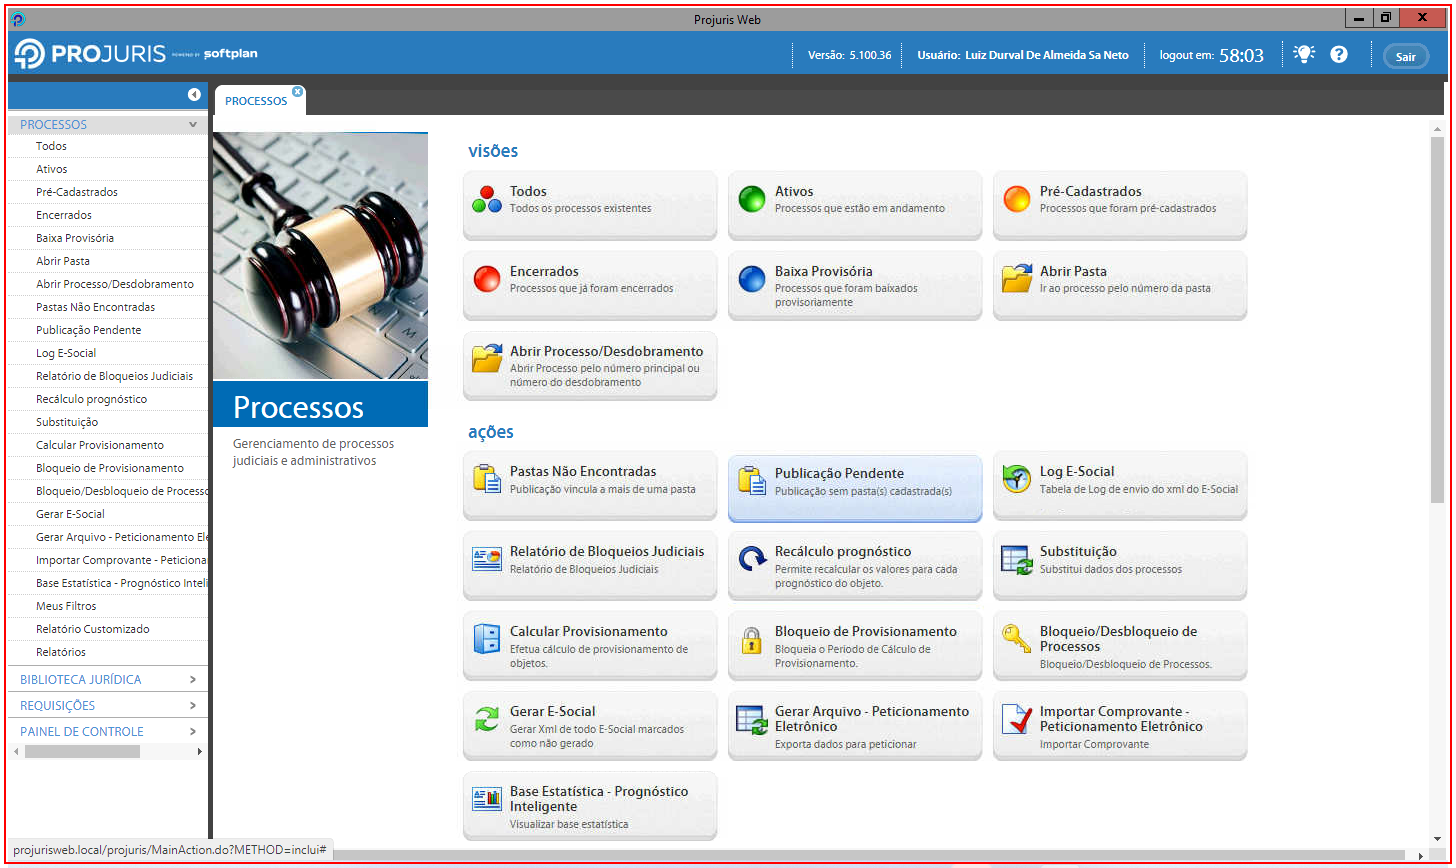 Projuris Web
PROJURIS POWERED BY softplan
Versão: 5.100.36
Usuário: Luiz Durval De Almeida Sa Neto
logout em: 58:03
Sair
PROCESSOS
Todos
Ativos
Pré-Cadastrados
Encerrados
Baixa Provisória
Abrir Pasta
Abrir Processo/Desdobramento
Pastas Não Encontradas
Publicação Pendente
Log E-Social
Relatório de Bloqueios Judiciais
Recálculo prognóstico
Substituição
Calcular Provisionamento
Bloqueio de Provisionamento
Bloqueio/Desbloqueio de Processo
Gerar E-Social
Gerar Arquivo - Peticionamento Ele
Importar Comprovante - Peticiona
Base Estatística - Prognóstico Inteli
Meus Filtros
Relatório Customizado
Relatórios
BIBLIOTECA JURÍDICA
REQUISIÇÕES
PAINEL DE CONTROLE
projurisweb.local/projuris/MainAction.do?METHOD=inclui#
PROCESSOS
Processos
Gerenciamento de processos
judiciais e administrativos
visões
Todos
Todos os processos existentes
Ativos
Processos que estão em andamento
Pré-Cadastrados
Processos que foram pré-cadastrados
Encerrados
Processos que já foram encerrados
Baixa Provisória
Processos que foram baixados
provisoriamente
Abrir Pasta
Ir ao processo pelo número da pasta
Abrir Processo/Desdobramento
Abrir Processo pelo número principal ou
número do desdobramento
ações
Pastas Não Encontradas
Publicação vincula a mais de uma pasta
Publicação Pendente
Publicação sem pasta(s) cadastrada(s)
Log E-Social
Tabela de Log de envio do xml do E-Social
Relatório de Bloqueios Judiciais
Relatório de Bloqueios Judiciais
Recálculo prognóstico
Permite recalcular os valores para cada
prognóstico do objeto.
Substituição
Substitui dados dos processos
Calcular Provisionamento
Efetua cálculo de provisionamento de
objetos.
Bloqueio de Provisionamento
Bloqueia o Período de Cálculo de
Provisionamento.
Bloqueio/Desbloqueio de
Processos
Bloqueio/Desbloqueio de Processos.
Gerar E-Social
Gerar Xml de todo E-Social marcados
como não gerado
Gerar Arquivo - Peticionamento
Eletrônico
Exporta dados para peticionar
Importar Comprovante -
Peticionamento Eletrônico
Importar Comprovante
Base Estatística - Prognóstico
Inteligente
Visualizar base estatística